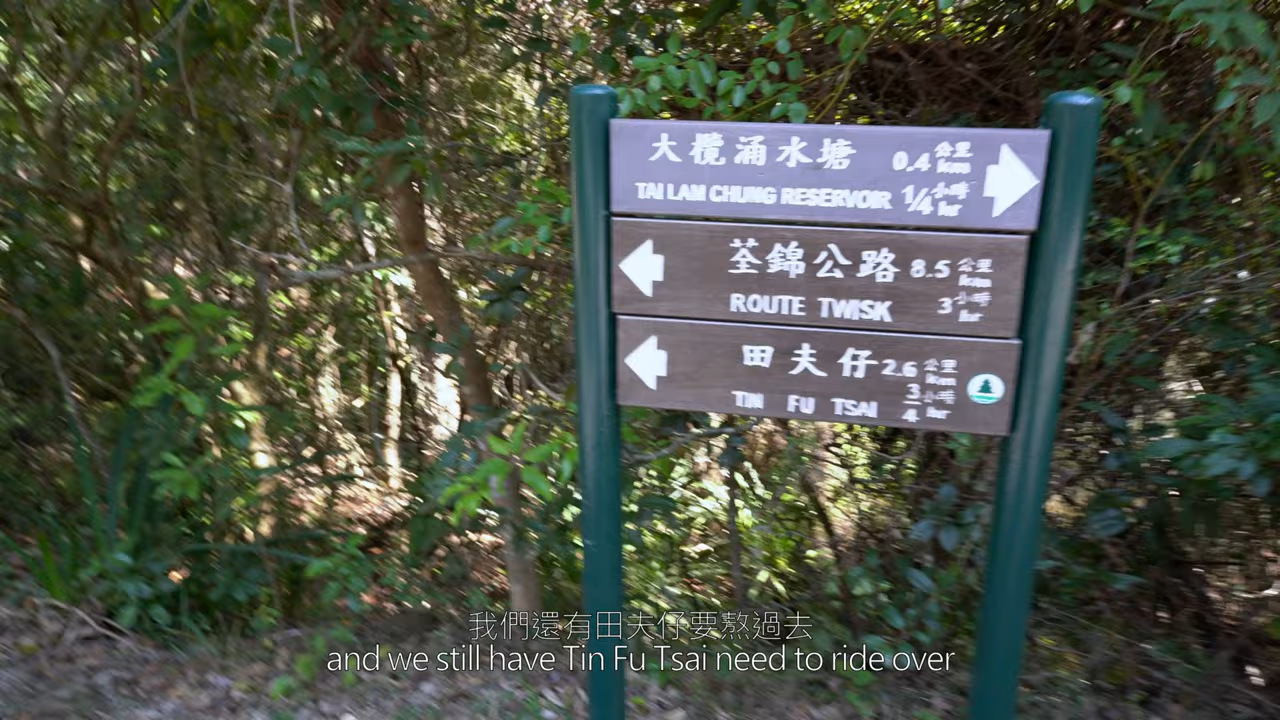 大欖涌水塘 0.4 公里 km
TAI LAM CHUNG RESERVOIR 1/4 小時 hr
荃錦公路 8.5 公里 km
ROUTE TWISK 3 小時 hr
田夫仔 2.6 公里 km
TIN FU TSAI 3/4 小時 hr
我們還有田夫仔要熬過去
and we still have Tin Fu Tsai need to ride over